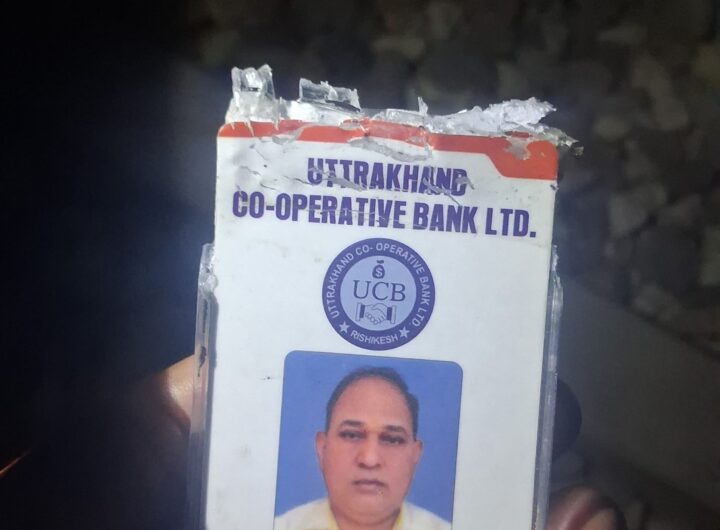 UTTRAKHAND
CO-OPERATIVE BANK LTD.
UTTRAKHAND CO- OPERATIVE BANK LTD
$
UCB
RISHIKESH